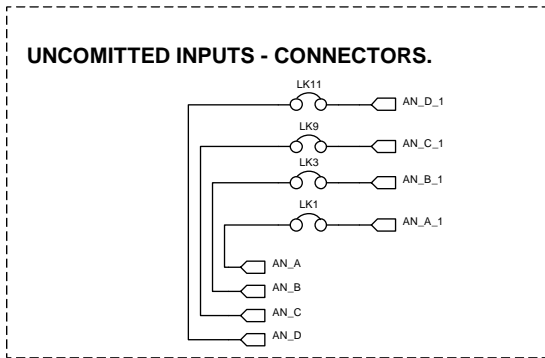 UNCOMITTED INPUTS - CONNECTORS.
LK11
AN_D_1
LK9
AN_C_1
LK3
AN_B_1
LK1
AN_A_1
AN_A
AN_B
AN_C
AN_D